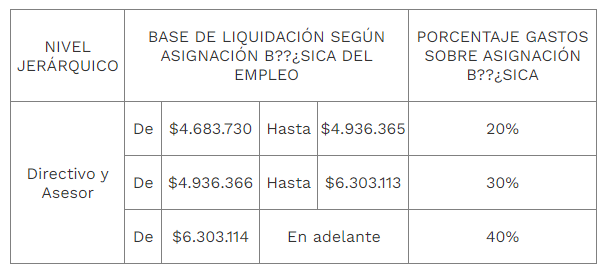 NIVEL
JERÁRQUICO
BASE DE LIQUIDACIÓN SEGÚN
ASIGNACIÓN B??¿SICA DEL
EMPLEO
PORCENTAJE GASTOS
SOBRE ASIGNACIÓN
B??¿SICA
Directivo y
Asesor
De $4.683.730 Hasta $4.936.365 20%
De $4.936.366 Hasta $6.303.113 30%
De $6.303.114 En adelante 40%